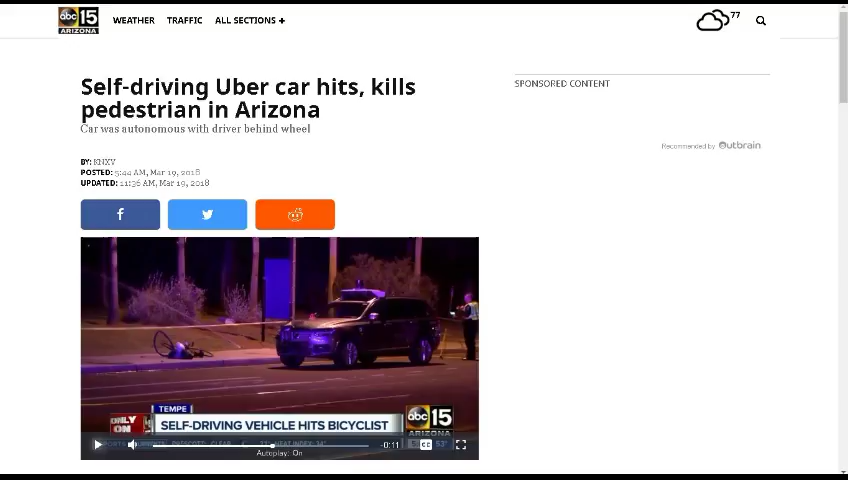 abc 15
ARIZONA
WEATHER
TRAFFIC
ALL SECTIONS +
77
Self-driving Uber car hits, kills
pedestrian in Arizona
Car was autonomous with driver behind wheel
BY: KNXV
POSTED: 5:44 AM, Mar 19, 2018
UPDATED: 11:36 AM, Mar 19, 2018
SPONSORED CONTENT
Recommended by Outbrain
ONLY
ON
TEMPE
SELF-DRIVING VEHICLE HITS BICYCLIST
abc 15
ARIZONA
-0:11
CC
53°
Autoplay: On